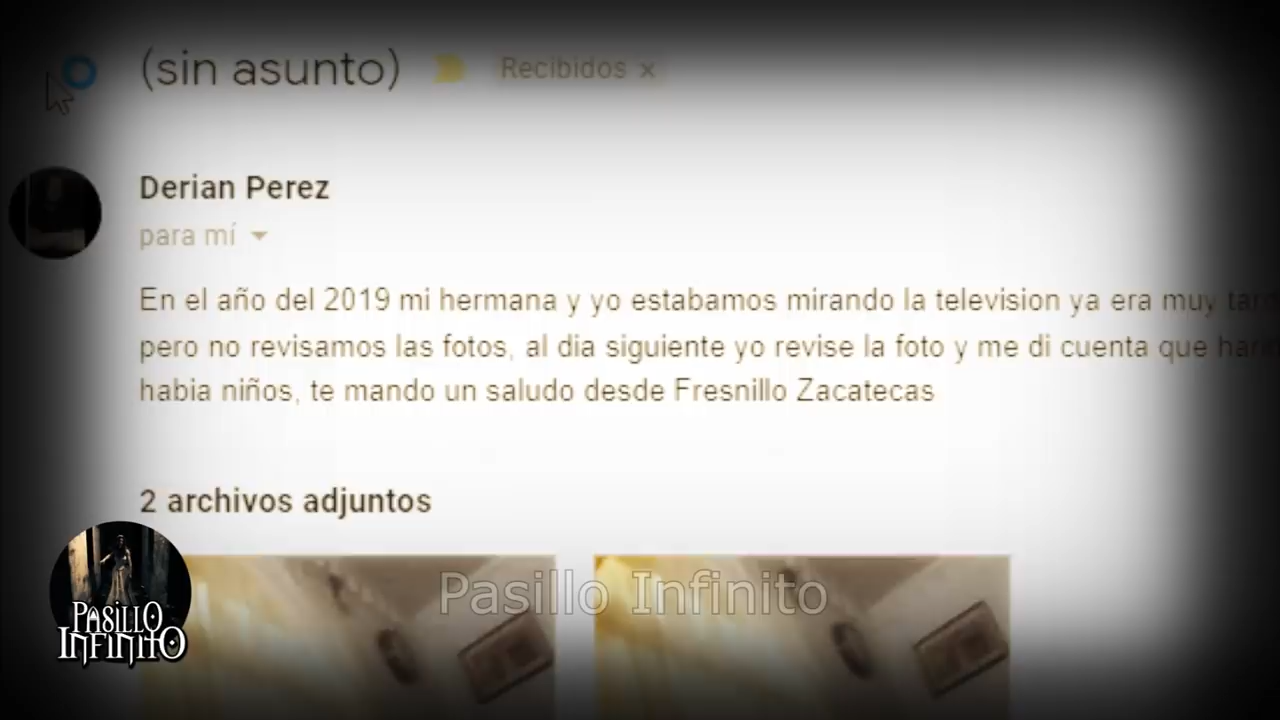 (sin asunto)
Recibidos x
Derian Perez
para mí
En el año del 2019 mi hermana y yo estabamos mirando la television ya era muy
pero no revisamos las fotos, al dia siguiente yo revise la foto y me di cuenta que
habia niños, te mando un saludo desde Fresnillo Zacatecas
2 archivos adjuntos
Pasillo Infinito
PASILLO
INFINITO